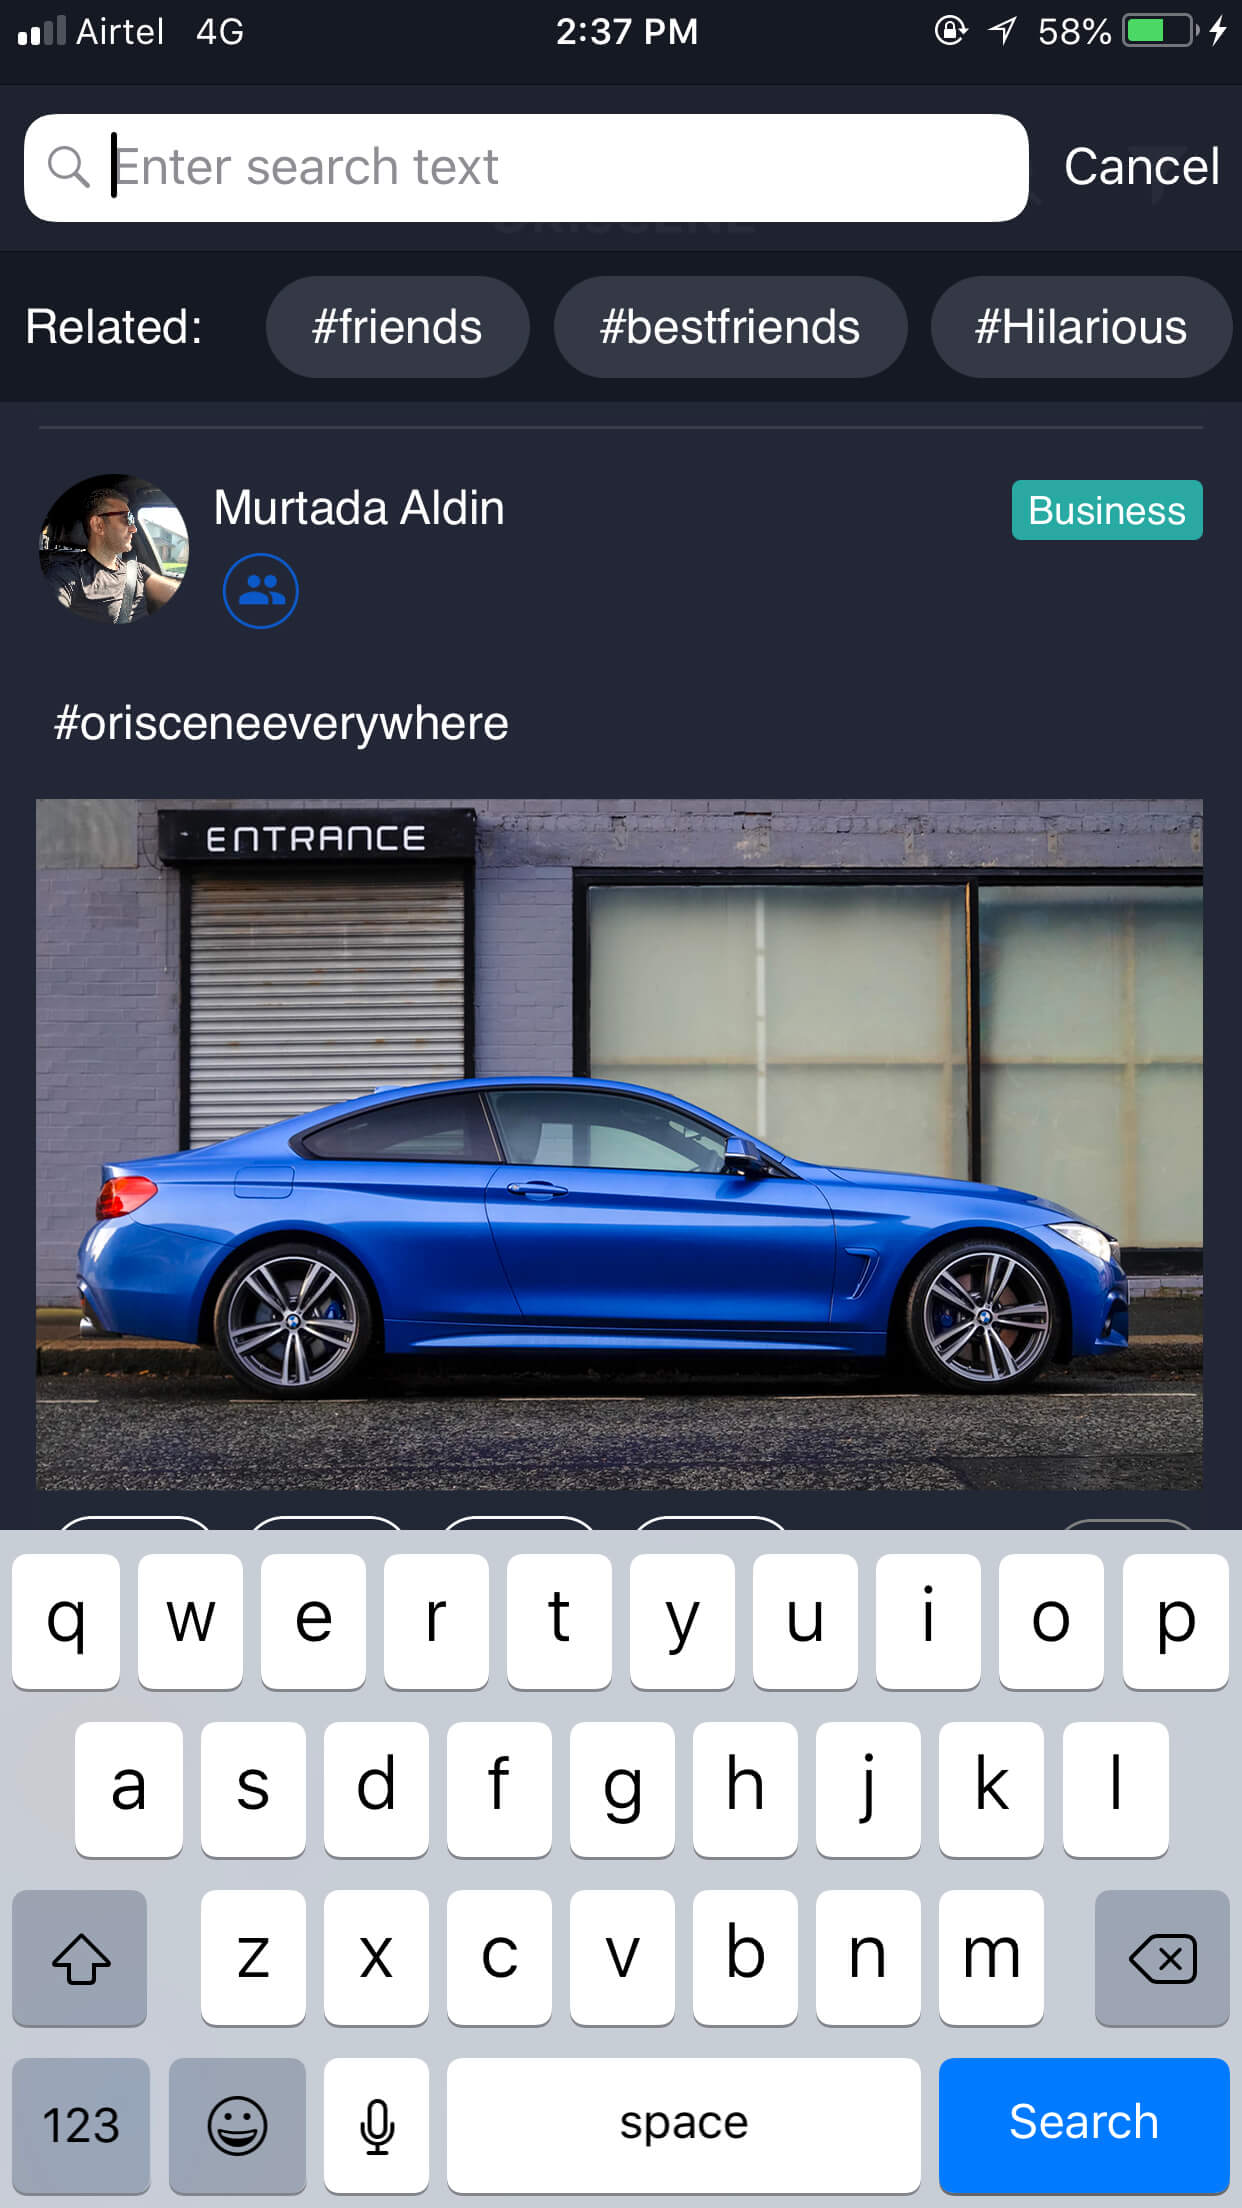 Airtel 4G 2:37 PM 58%
Enter search text Cancel
ORISCENE
Related: #friends #bestfriends #Hilarious
Murtada Aldin Business
#orisceneeverywhere
ENTRANCE
q w e r t y u i o p
a s d f g h j k l
z x c v b n m
123 space Search